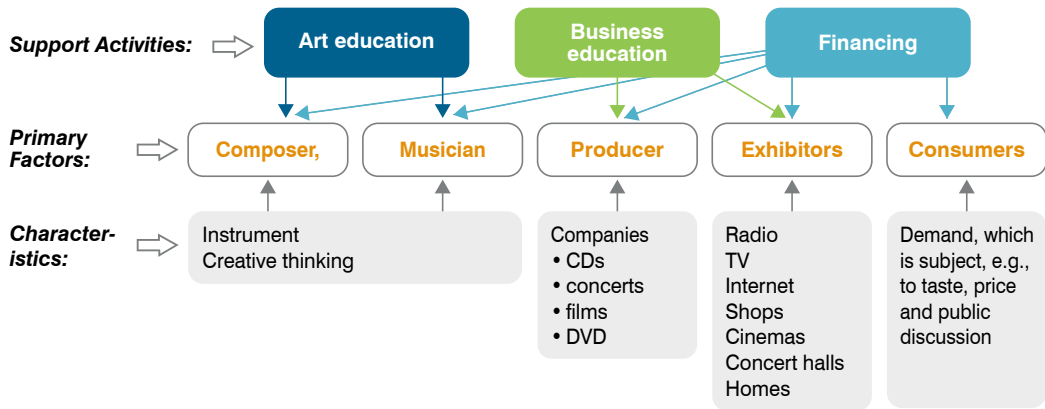 Support Activities:
Art education
Business
education
Financing
Primary
Factors:
Composer,
Musician
Producer
Exhibitors
Consumers
Character-
istics:
Instrument
Creative thinking
Companies
• CDs
• concerts
• films
• DVD
Radio
TV
Internet
Shops
Cinemas
Concert halls
Homes
Demand, which
is subject, e.g.,
to taste, price
and public
discussion